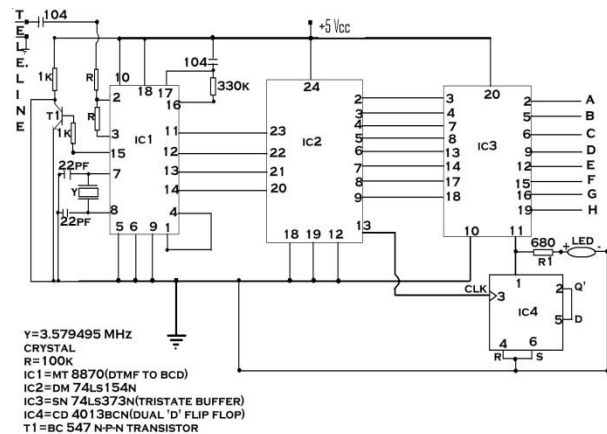 TELE.LINE
104
+5 Vcc
1K
R
10
18
17
104
330K
2
16
R
T1
1K
3
IC1
15
11
12
13
14
22PF
7
Y
8
4
22PF
5
6
9
1
24
IC2
23
22
21
20
2
3
4
5
6
7
8
9
18
19
12
13
20
IC3
3
4
7
8
13
14
17
18
2
5
6
9
12
15
16
19
A
B
C
D
E
F
G
H
10
11
680
R1
+
LED
-
CLK
1
3
2
Q'
IC4
5
D
4
6
R
S
Y=3.579495 MHz
CRYSTAL
R=100K
IC1=MT 8870(DTMF TO BCD)
IC2=DM 74LS154N
IC3=SN 74LS373N(TRISTATE BUFFER)
IC4=CD 4013BCN(DUAL 'D' FLIP FLOP)
T1=BC 547 N-P-N TRANSISTOR